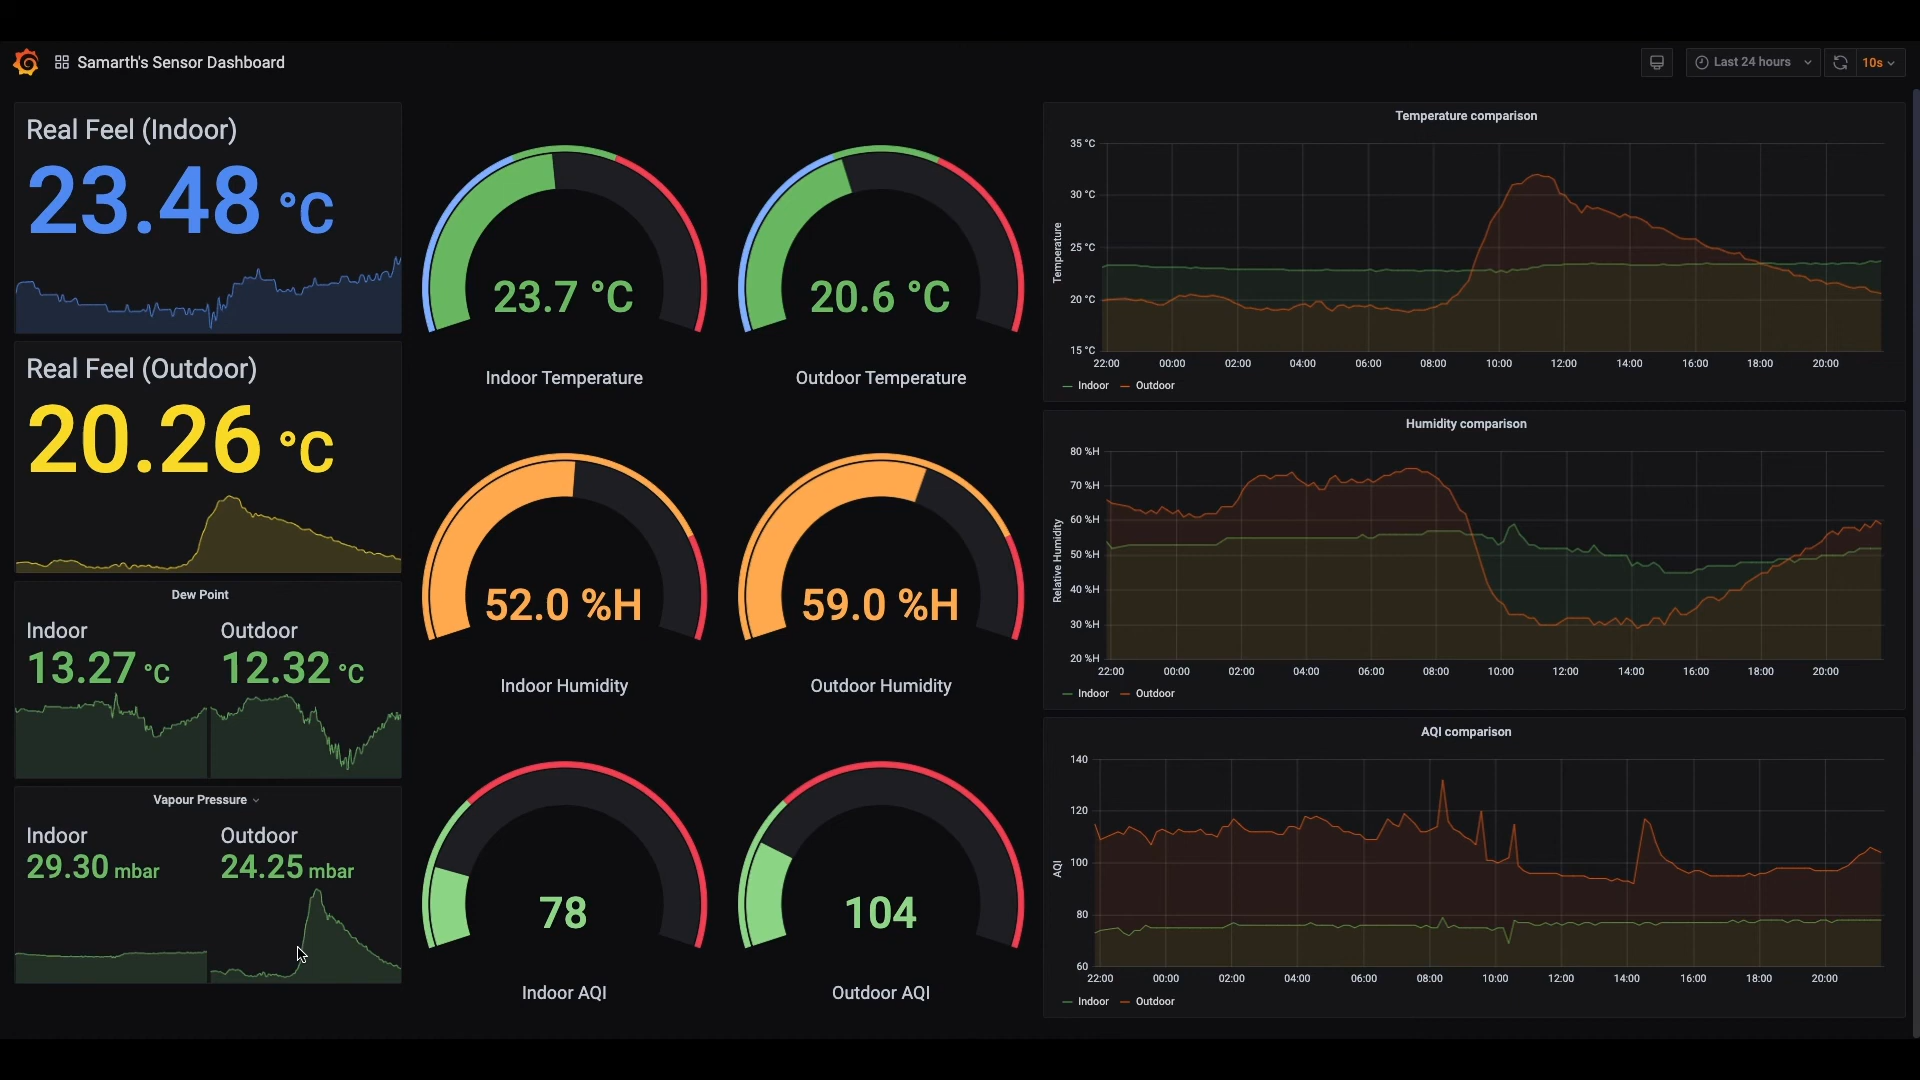 Samarth's Sensor Dashboard
Last 24 hours
10s
Real Feel (Indoor)
23.48 °C
Real Feel (Outdoor)
20.26 °C
Dew Point
Indoor
13.27 °C
Outdoor
12.32 °C
Vapour Pressure
Indoor
29.30 mbar
Outdoor
24.25 mbar
23.7 °C
Indoor Temperature
20.6 °C
Outdoor Temperature
52.0 %H
Indoor Humidity
59.0 %H
Outdoor Humidity
78
Indoor AQI
104
Outdoor AQI
Temperature comparison
Temperature
35 °C
30 °C
25 °C
20 °C
15 °C
22:00 00:00 02:00 04:00 06:00 08:00 10:00 12:00 14:00 16:00 18:00 20:00
Indoor Outdoor
Humidity comparison
Relative Humidity
80 %H
70 %H
60 %H
50 %H
40 %H
30 %H
20 %H
22:00 00:00 02:00 04:00 06:00 08:00 10:00 12:00 14:00 16:00 18:00 20:00
Indoor Outdoor
AQI comparison
AQI
140
120
100
80
60
22:00 00:00 02:00 04:00 06:00 08:00 10:00 12:00 14:00 16:00 18:00 20:00
Indoor Outdoor